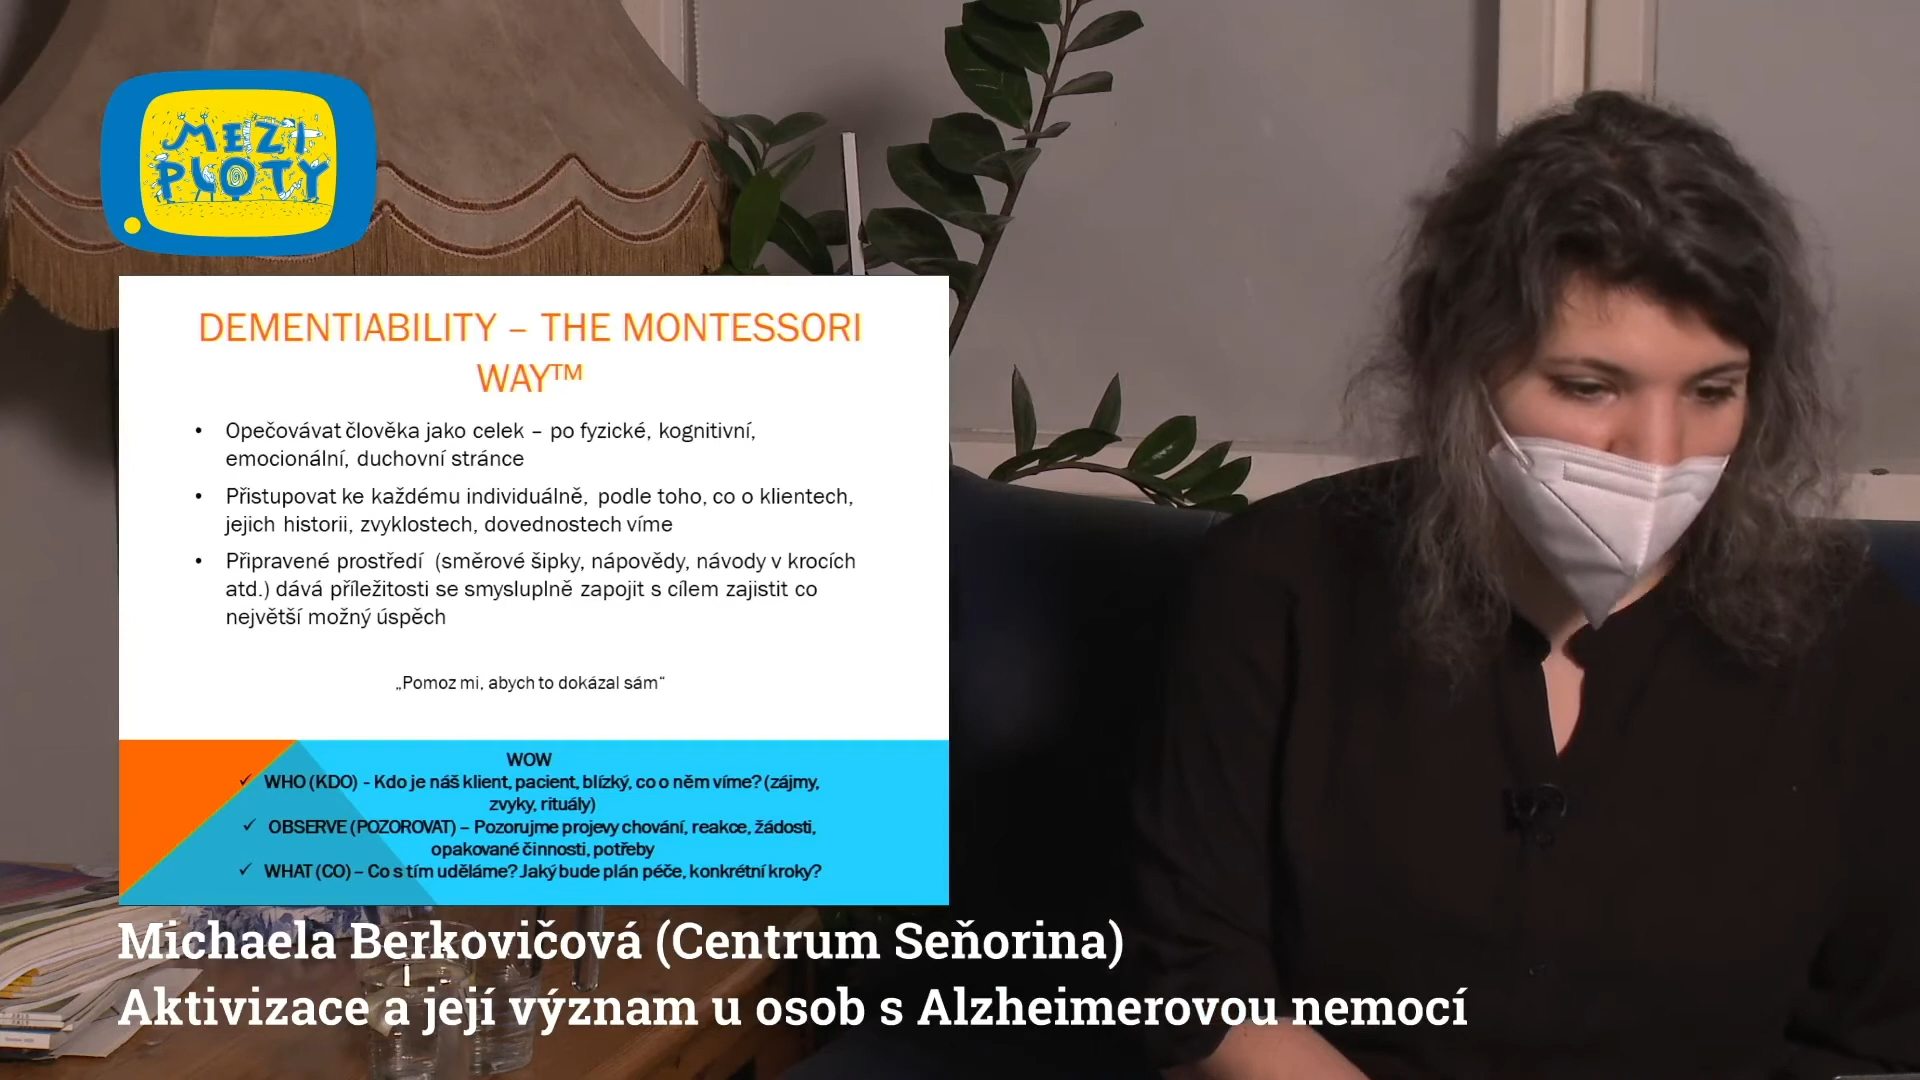 MEZI
PLOTY
DEMENTIABILITY – THE MONTESSORI
WAY™
• Opečovávat člověka jako celek – po fyzické, kognitivní,
emocionální, duchovní stránce
• Přistupovat ke každému individuálně, podle toho, co o klientech,
jejich historii, zvyklostech, dovednostech víme
• Připravené prostředí (směrové šipky, nápovědy, návody v krocích
atd.) dává příležitosti se smysluplně zapojit s cílem zajistit co
největší možný úspěch
„Pomoz mi, abych to dokázal sám“
WOW
✓ WHO (KDO) - Kdo je náš klient, pacient, blízký, co o něm víme? (zájmy,
zvyky, rituály)
✓ OBSERVE (POZOROVAT) – Pozorujme projevy chování, reakce, žádosti,
opakované činnosti, potřeby
✓ WHAT (CO) – Co s tím uděláme? Jaký bude plán péče, konkrétní kroky?
Michaela Berkovičová (Centrum Seňorina)
Aktivizace a její význam u osob s Alzheimerovou nemocí